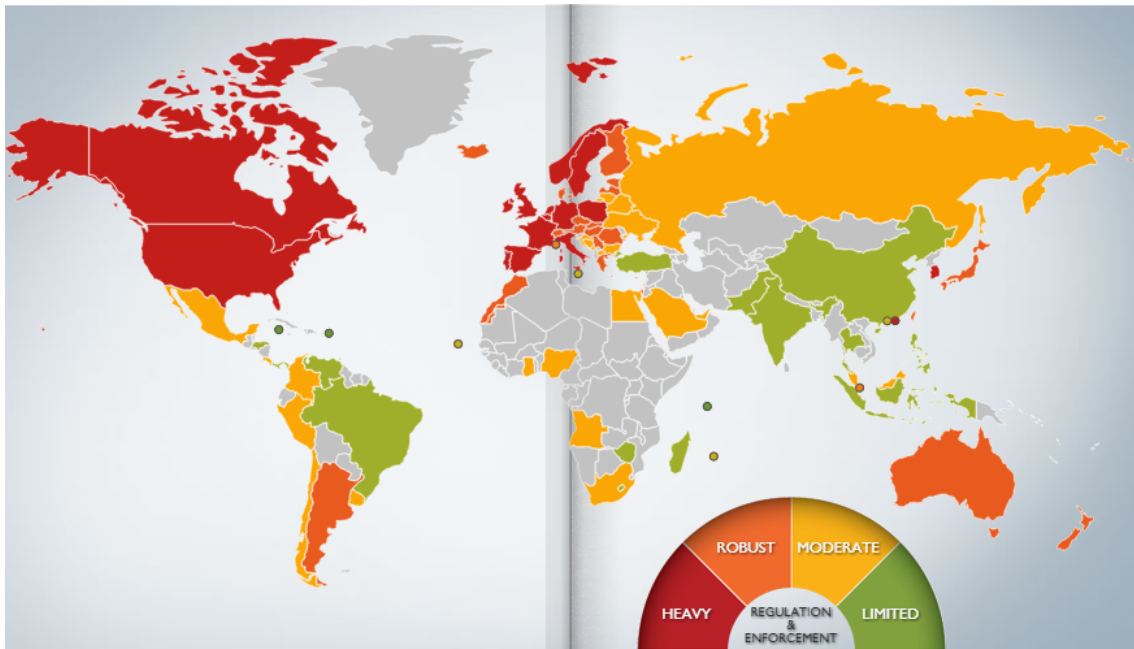 ROBUST
MODERATE
HEAVY
REGULATION
&
ENFORCEMENT
LIMITED